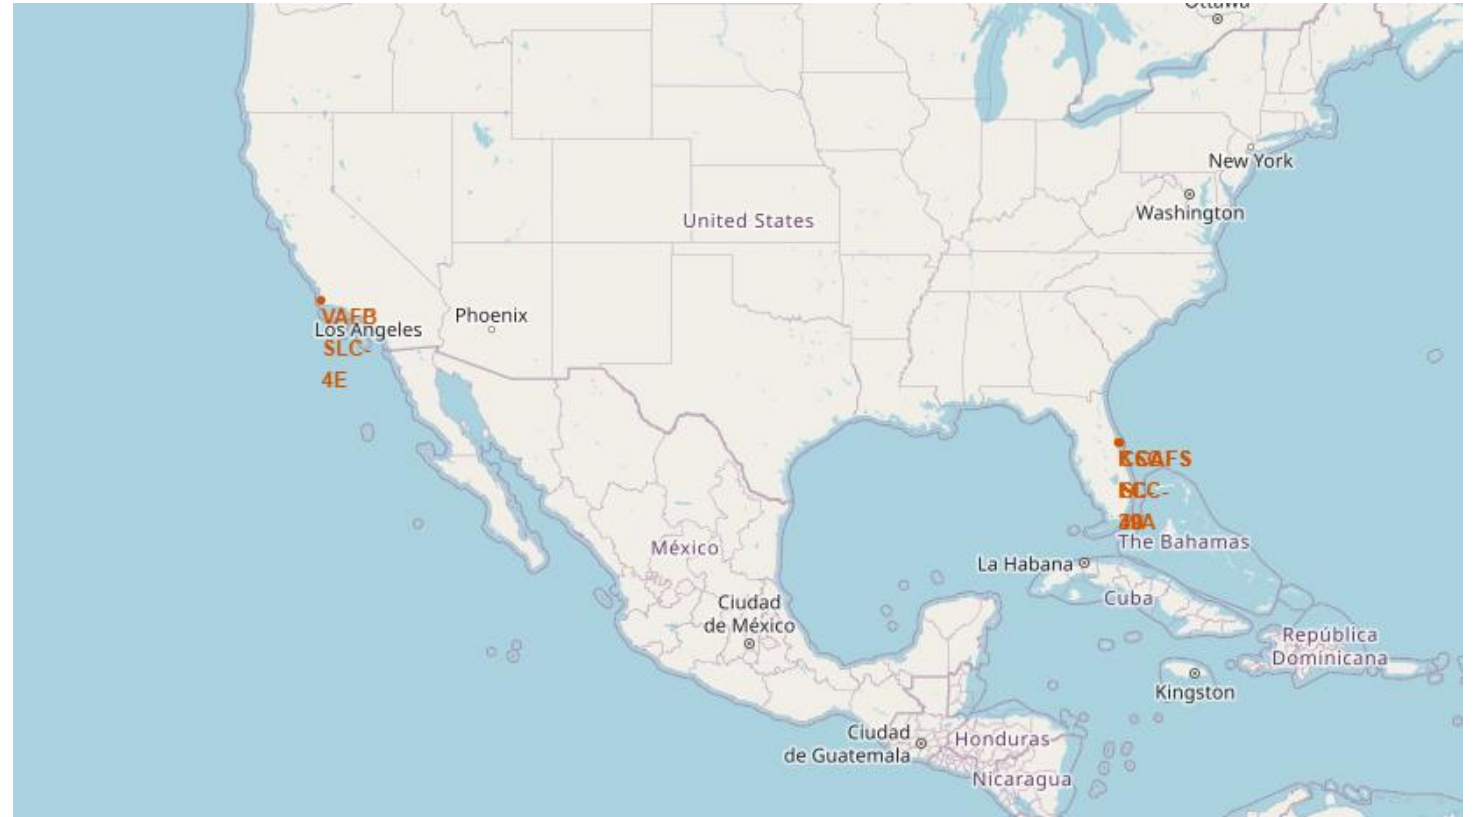 Ottawa
New York
Washington
United States
VAFB
SLC-
4E
Los Angeles
Phoenix
México
The Bahamas
La Habana
Cuba
Ciudad
de México
República
Dominicana
Kingston
Ciudad
de Guatemala
Honduras
Nicaragua